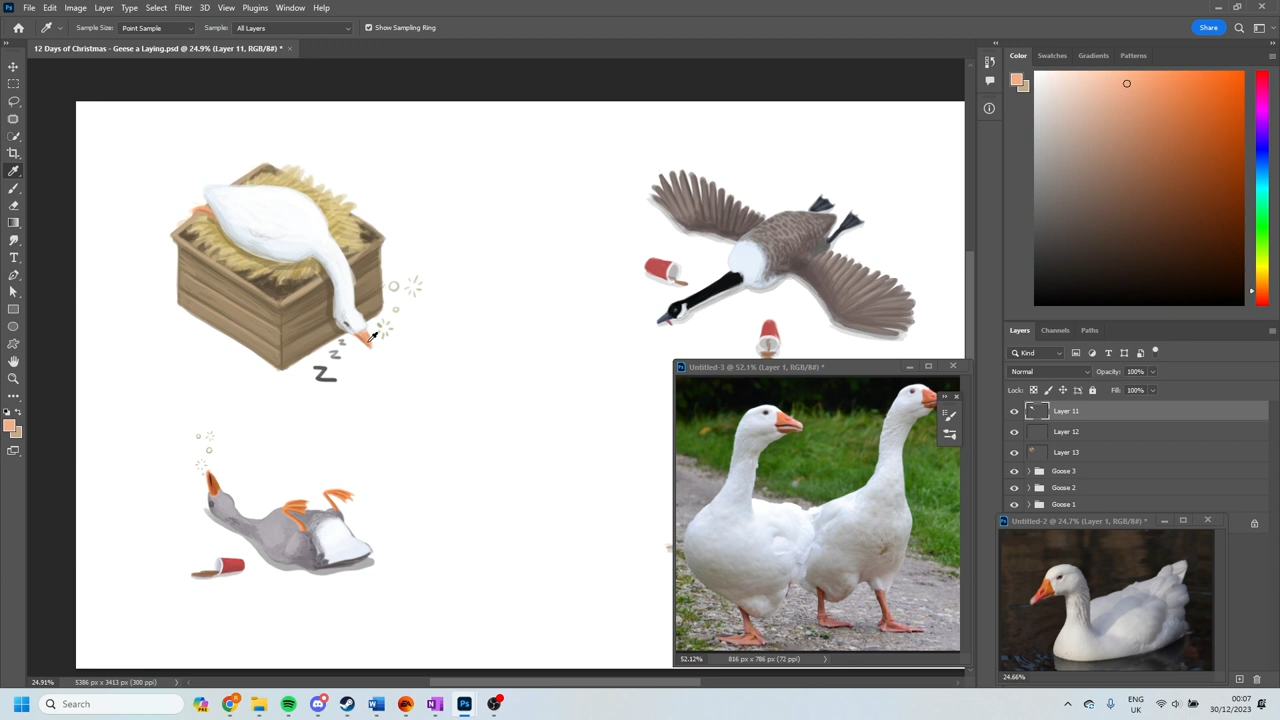 Ps File Edit Image Layer Type Select Filter 3D View Plugins Window Help
Sample Size: Point Sample Sample: All Layers Show Sampling Ring Share
12 Days of Christmas - Geese a Laying.psd @ 24.9% (Layer 11, RGB/8#) * ×
Color Swatches Gradients Patterns
Layers Channels Paths
Kind
Normal Opacity: 100%
Lock: Fill: 100%
Layer 11
Layer 12
Layer 13
Goose 3
Goose 2
Goose 1
z
z
Z
Untitled-3 @ 52.1% (Layer 1, RGB/8#) *
52.12% 816 px x 786 px (72 ppi)
Untitled-2 @ 24.7% (Layer 1, RGB/8#) *
24.66%
24.91% 5386 px x 3413 px (300 ppi)
Search
ENG
UK
00:07
30/12/2023